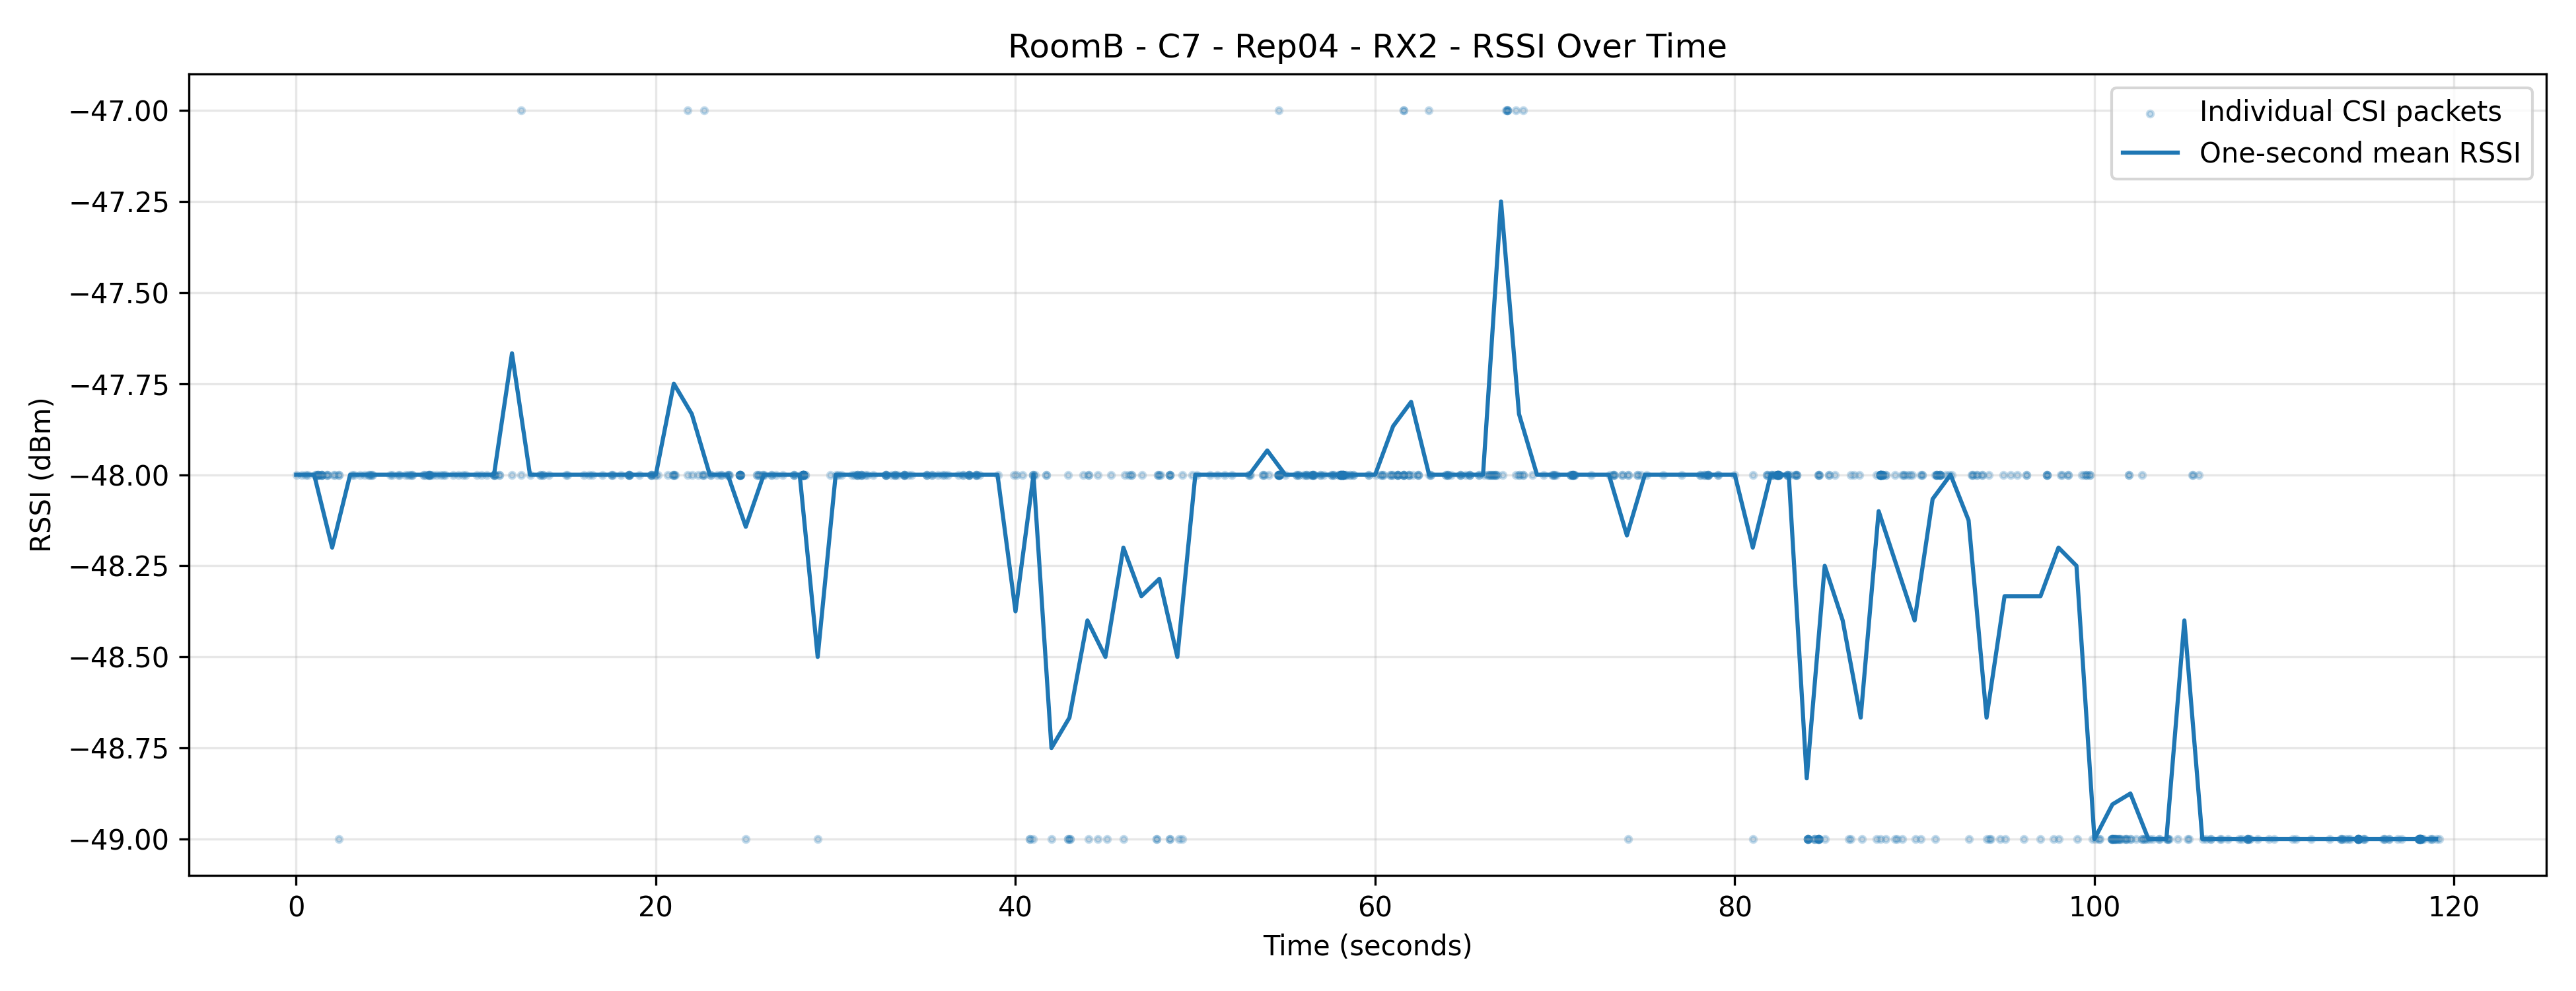 RoomB - C7 - Rep04 - RX2 - RSSI Over Time
Individual CSI packets
One-second mean RSSI
RSSI (dBm)
−47.00
−47.25
−47.50
−47.75
−48.00
−48.25
−48.50
−48.75
−49.00
0 20 40 60 80 100 120
Time (seconds)